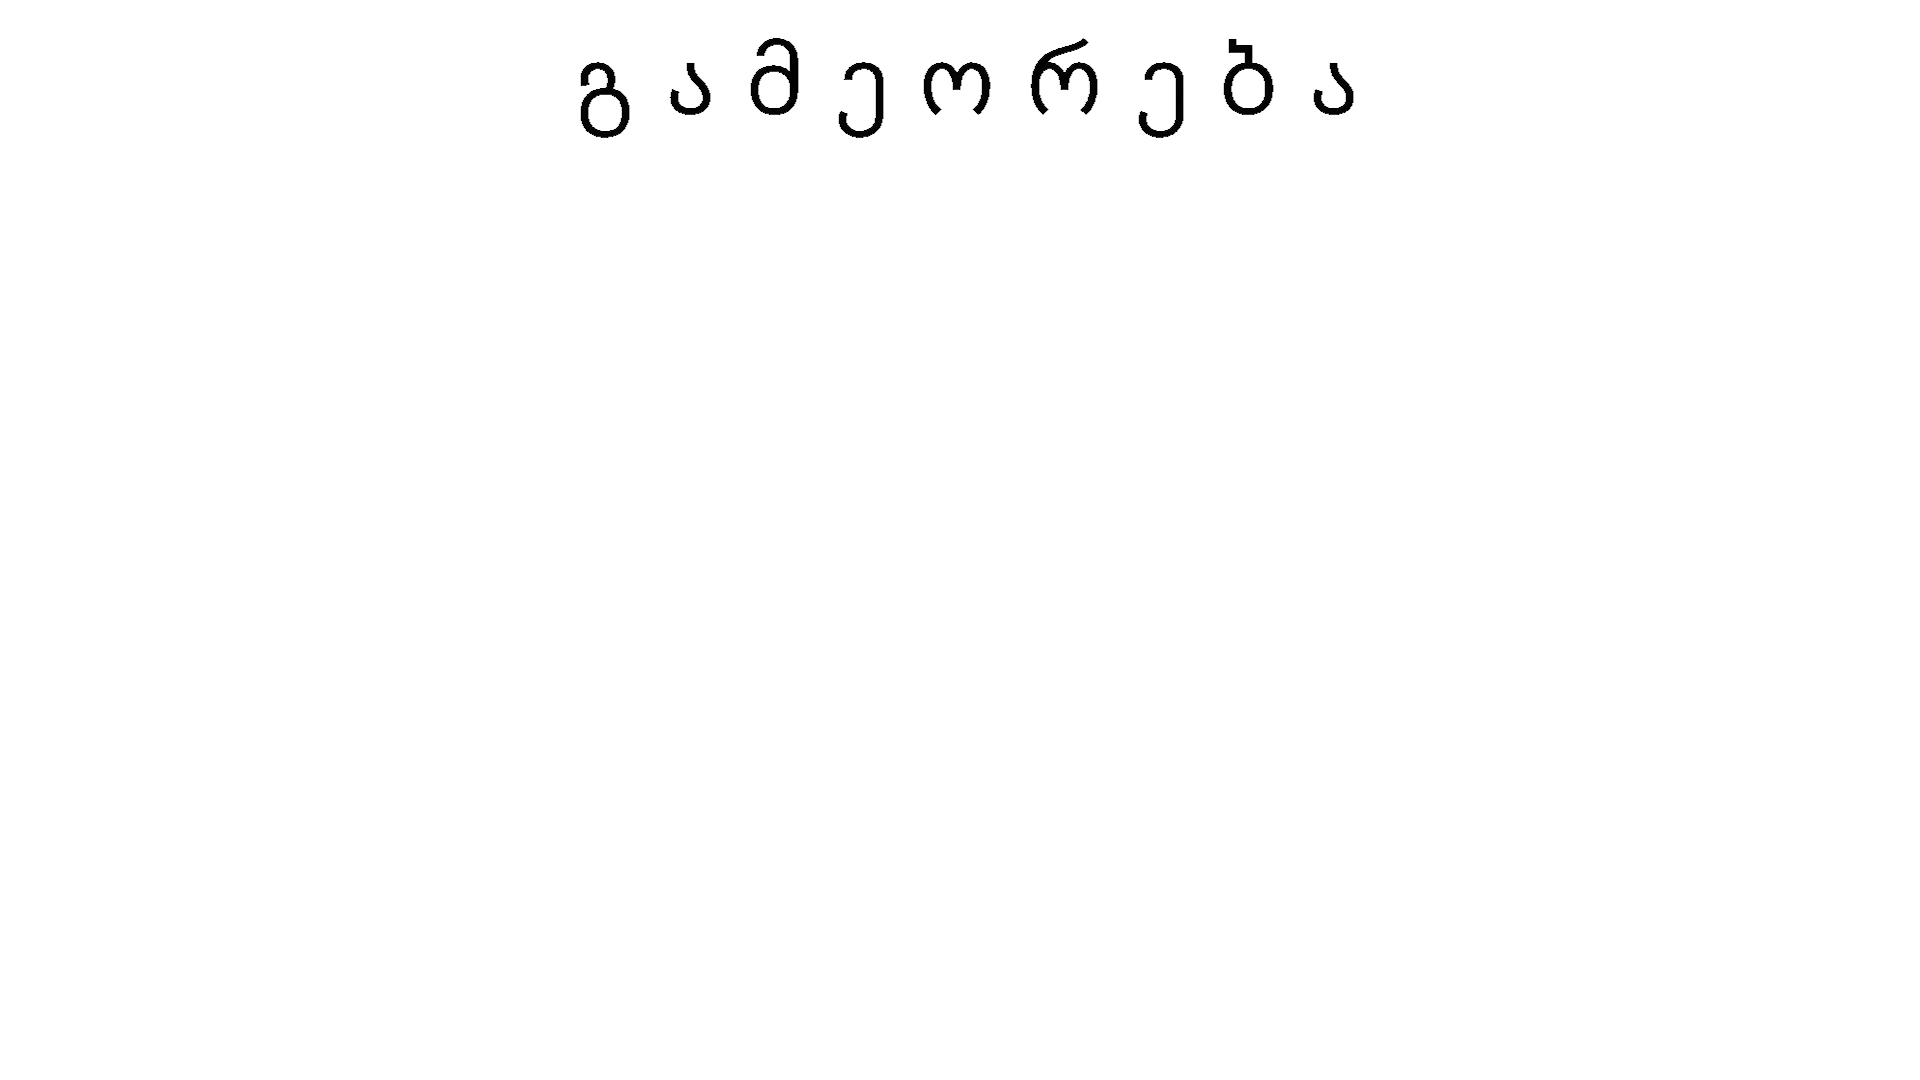 გ ა მ ე ო რ ე ბ ა